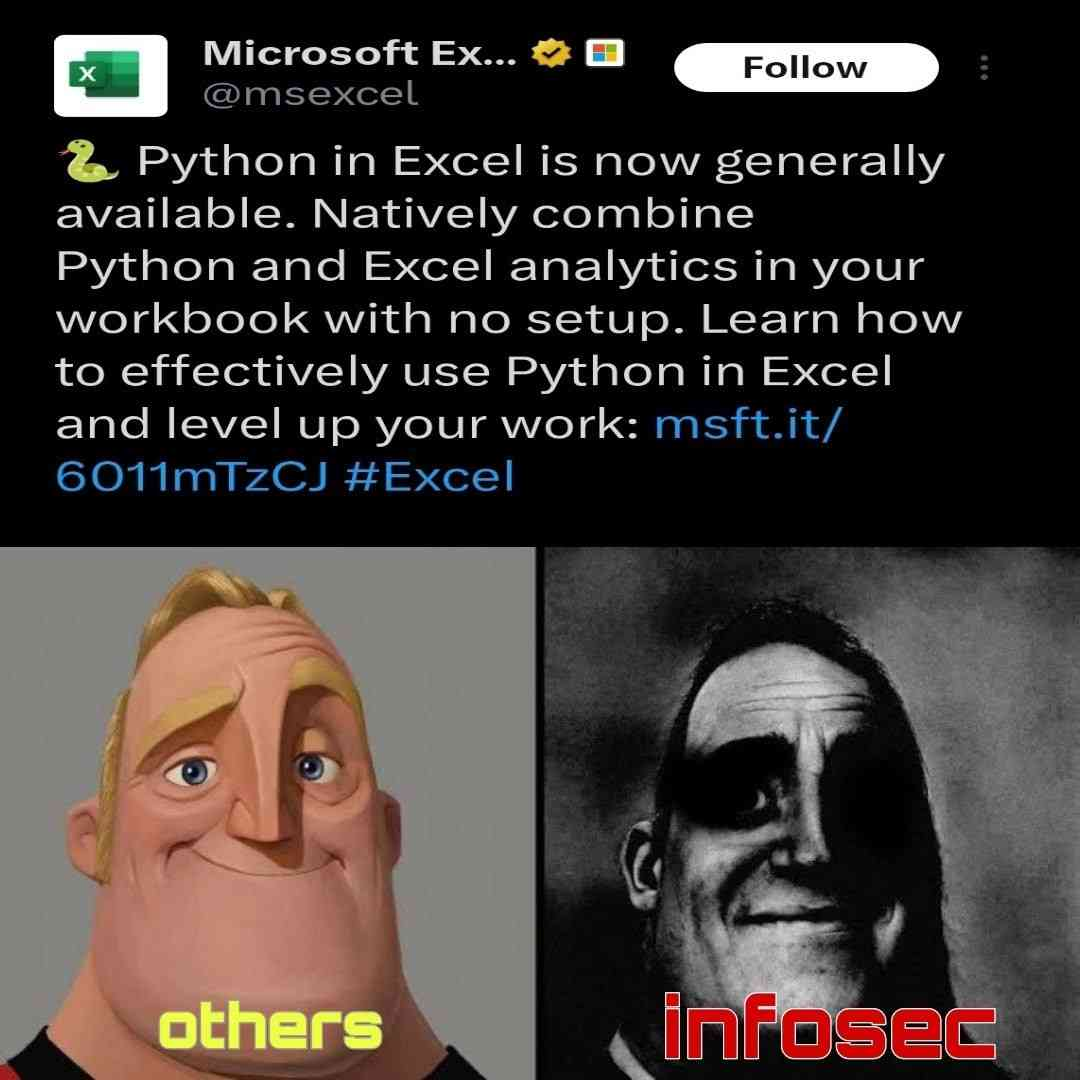 Microsoft Ex...
@msexcel
Follow
X
🐍 Python in Excel is now generally
available. Natively combine
Python and Excel analytics in your
workbook with no setup. Learn how
to effectively use Python in Excel
and level up your work: msft.it/
6011mTzCJ #Excel
others
infosec